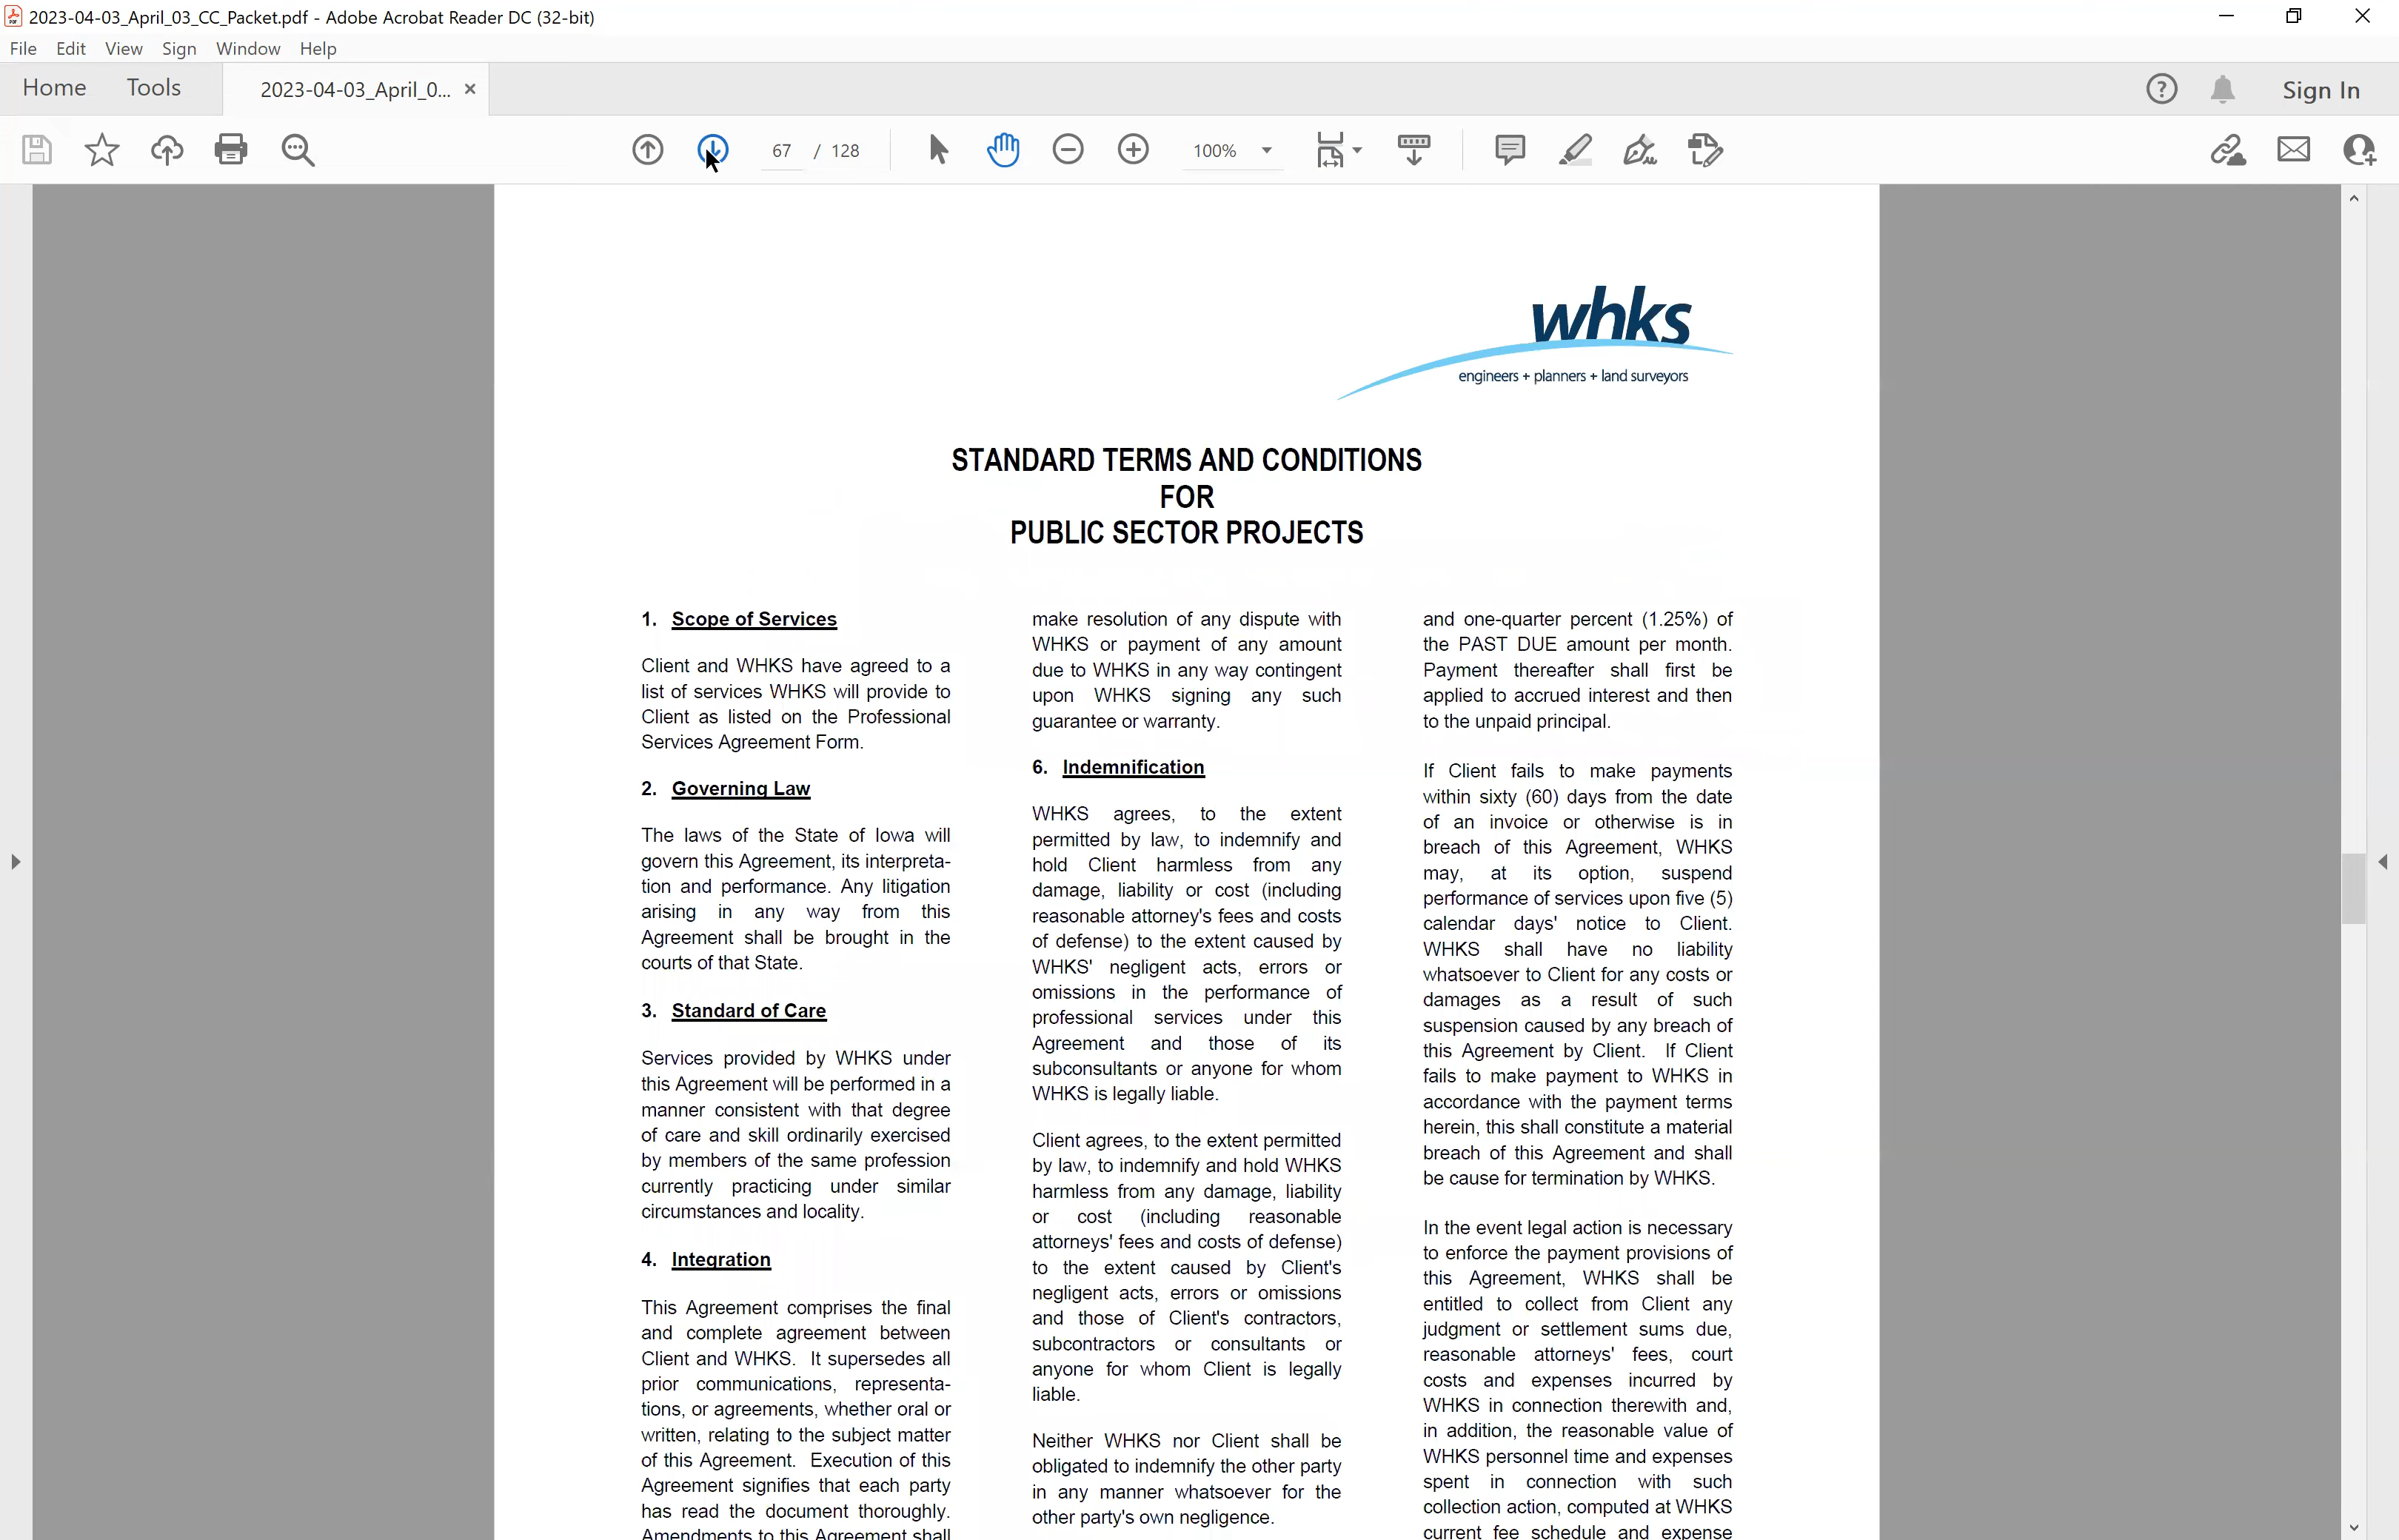 2023-04-03_April_03_CC_Packet.pdf - Adobe Acrobat Reader DC (32-bit)
File Edit View Sign Window Help
Home Tools 2023-04-03_April_0... × Sign In
67 / 128 100%
whks
engineers + planners + land surveyors
STANDARD TERMS AND CONDITIONS
FOR
PUBLIC SECTOR PROJECTS
1. Scope of Services
Client and WHKS have agreed to a
list of services WHKS will provide to
Client as listed on the Professional
Services Agreement Form.
2. Governing Law
The laws of the State of Iowa will
govern this Agreement, its interpreta-
tion and performance. Any litigation
arising in any way from this
Agreement shall be brought in the
courts of that State.
3. Standard of Care
Services provided by WHKS under
this Agreement will be performed in a
manner consistent with that degree
of care and skill ordinarily exercised
by members of the same profession
currently practicing under similar
circumstances and locality.
4. Integration
This Agreement comprises the final
and complete agreement between
Client and WHKS. It supersedes all
prior communications, representa-
tions, or agreements, whether oral or
written, relating to the subject matter
of this Agreement. Execution of this
Agreement signifies that each party
has read the document thoroughly.
Amendments to this Agreement shall
make resolution of any dispute with
WHKS or payment of any amount
due to WHKS in any way contingent
upon WHKS signing any such
guarantee or warranty.
6. Indemnification
WHKS agrees, to the extent
permitted by law, to indemnify and
hold Client harmless from any
damage, liability or cost (including
reasonable attorney's fees and costs
of defense) to the extent caused by
WHKS' negligent acts, errors or
omissions in the performance of
professional services under this
Agreement and those of its
subconsultants or anyone for whom
WHKS is legally liable.
Client agrees, to the extent permitted
by law, to indemnify and hold WHKS
harmless from any damage, liability
or cost (including reasonable
attorneys' fees and costs of defense)
to the extent caused by Client's
negligent acts, errors or omissions
and those of Client's contractors,
subcontractors or consultants or
anyone for whom Client is legally
liable.
Neither WHKS nor Client shall be
obligated to indemnify the other party
in any manner whatsoever for the
other party's own negligence.
and one-quarter percent (1.25%) of
the PAST DUE amount per month.
Payment thereafter shall first be
applied to accrued interest and then
to the unpaid principal.
If Client fails to make payments
within sixty (60) days from the date
of an invoice or otherwise is in
breach of this Agreement, WHKS
may, at its option, suspend
performance of services upon five (5)
calendar days' notice to Client.
WHKS shall have no liability
whatsoever to Client for any costs or
damages as a result of such
suspension caused by any breach of
this Agreement by Client. If Client
fails to make payment to WHKS in
accordance with the payment terms
herein, this shall constitute a material
breach of this Agreement and shall
be cause for termination by WHKS.
In the event legal action is necessary
to enforce the payment provisions of
this Agreement, WHKS shall be
entitled to collect from Client any
judgment or settlement sums due,
reasonable attorneys' fees, court
costs and expenses incurred by
WHKS in connection therewith and,
in addition, the reasonable value of
WHKS personnel time and expenses
spent in connection with such
collection action, computed at WHKS
current fee schedule and expense